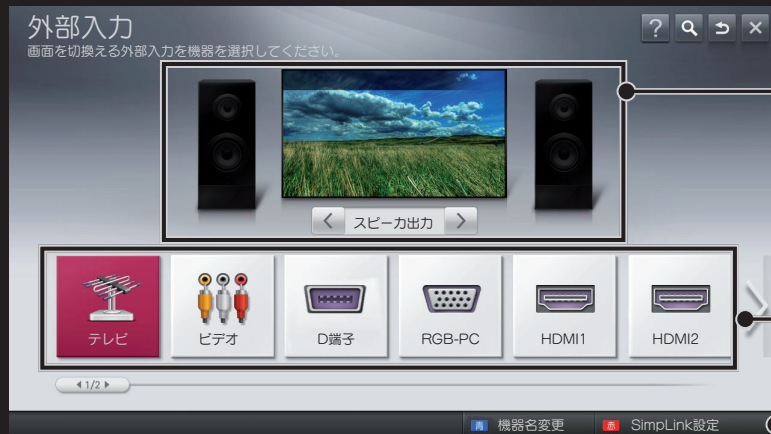 外部入力
画面を切換える外部入力を機器を選択してください。
?
スピーカ出力
テレビ
ビデオ
D端子
RGB-PC
HDMI1
HDMI2
1/2
青 機器名変更 赤 SimpLink設定